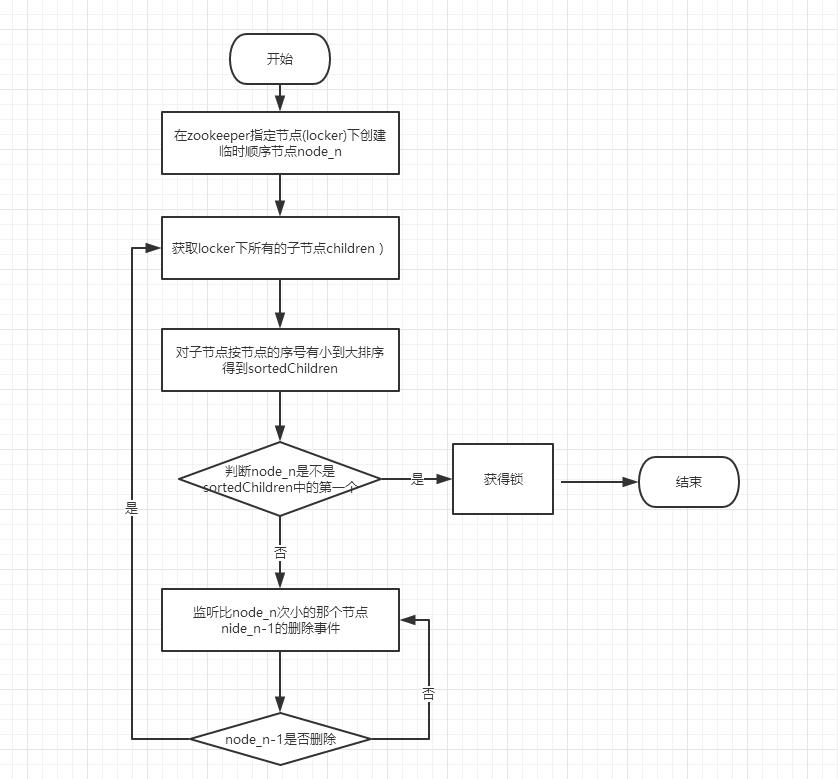 开始
在zookeeper指定节点(locker)下创建
临时顺序节点node_n
获取locker下所有的子节点children）
对子节点按节点的序号有小到大排序
得到sortedChildren
判断node_n是不是
sortedChildren中的第一个
是
获得锁
结束
是
否
监听比node_n次小的那个节点
nide_n-1的删除事件
否
node_n-1是否删除